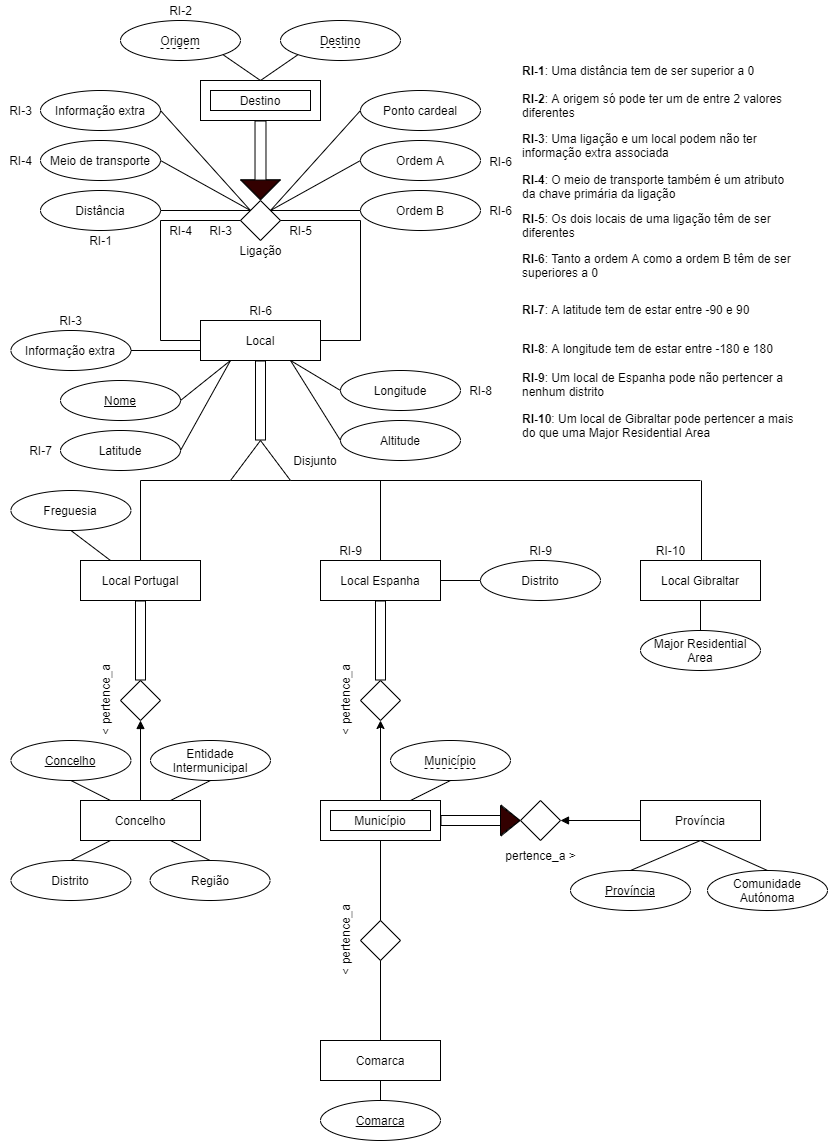 RI-2
Origem
Destino
Destino
RI-3
Informação extra
Ponto cardeal
RI-4
Meio de transporte
Ordem A
RI-6
Distância
Ordem B
RI-6
RI-1
RI-4
RI-3
RI-5
Ligação
RI-1: Uma distância tem de ser superior a 0
RI-2: A origem só pode ter um de entre 2 valores
diferentes
RI-3: Uma ligação e um local podem não ter
informação extra associada
RI-4: O meio de transporte também é um atributo
da chave primária da ligação
RI-5: Os dois locais de uma ligação têm de ser
diferentes
RI-6: Tanto a ordem A como a ordem B têm de ser
superiores a 0
RI-7: A latitude tem de estar entre -90 e 90
RI-8: A longitude tem de estar entre -180 e 180
RI-9: Um local de Espanha pode não pertencer a
nenhum distrito
RI-10: Um local de Gibraltar pode pertencer a mais
do que uma Major Residential Area
RI-6
RI-3
Local
Informação extra
Nome
Longitude
RI-8
RI-7
Latitude
Altitude
Disjunto
Freguesia
RI-9
RI-9
RI-10
Local Portugal
Local Espanha
Distrito
Local Gibraltar
Major Residential
Area
< pertence_a
< pertence_a
Concelho
Entidade
Intermunicipal
Município
Concelho
Município
Província
pertence_a >
Distrito
Região
Província
Comunidade
Autónoma
< pertence_a
Comarca
Comarca